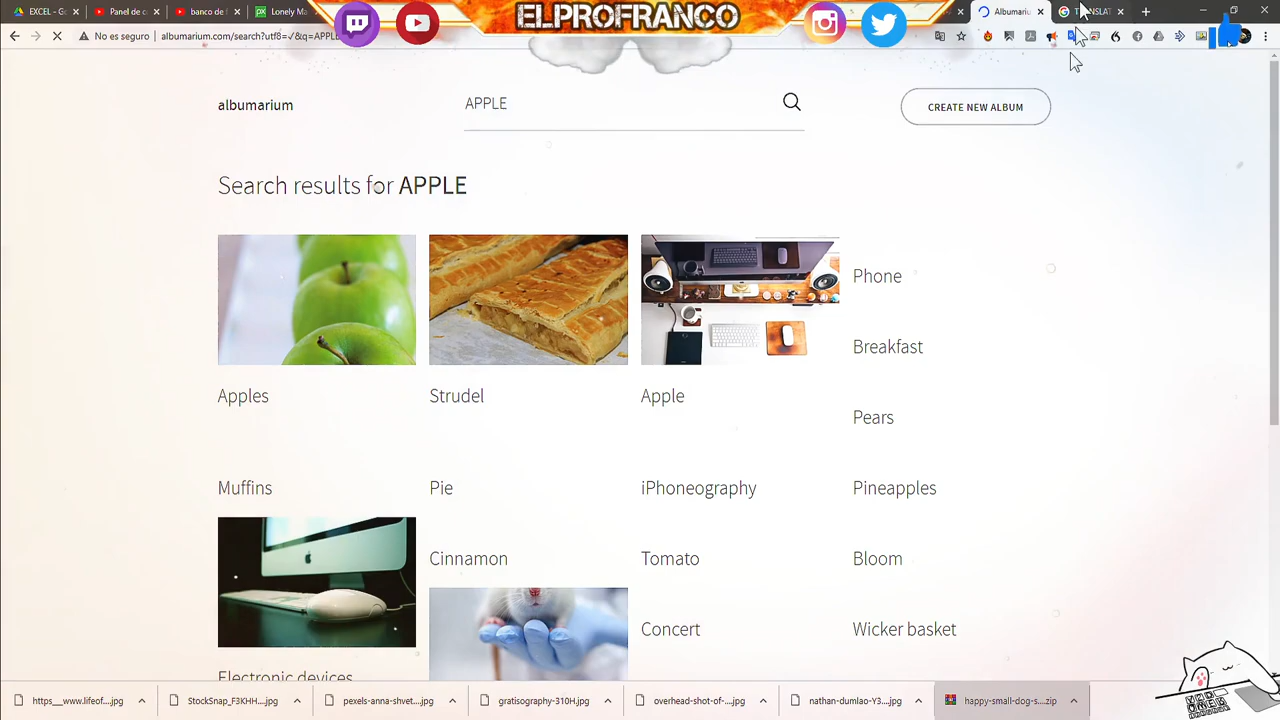 EXCEL - Go
Panel de c
banco de i
Lonely Ma
ELPROFRANCO
Albumariu
No es seguro
albumarium.com/search?utf8=✓&q=APPL
albumarium
APPLE
CREATE NEW ALBUM
Search results for APPLE
Apples
Strudel
Apple
Phone
Breakfast
Pears
Muffins
Pie
iPhoneography
Pineapples
Cinnamon
Tomato
Bloom
Concert
Wicker basket
Electronic devices
https__www.lifeof....jpg
StockSnap_F3KHH....jpg
pexels-anna-shvet....jpg
gratisography-310H.jpg
overhead-shot-of-....jpg
nathan-dumlao-Y3....jpg
happy-small-dog-s....zip